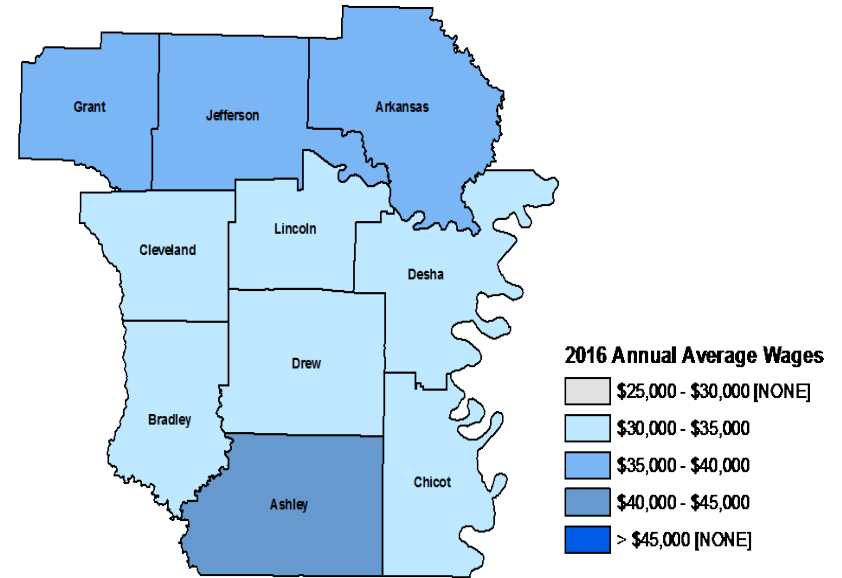 Grant
Jefferson
Arkansas
Lincoln
Cleveland
Desha
Drew
Bradley
Chicot
Ashley
2016 Annual Average Wages
$25,000 - $30,000 [NONE]
$30,000 - $35,000
$35,000 - $40,000
$40,000 - $45,000
> $45,000 [NONE]